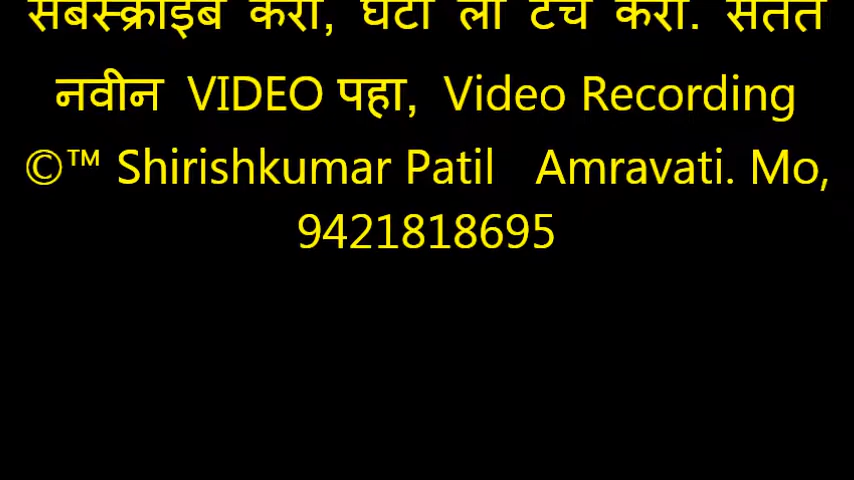 सबस्क्राइब करा, घंटी ला टच करा. सतत
नवीन VIDEO पहा, Video Recording
©™ Shirishkumar Patil Amravati. Mo,
9421818695